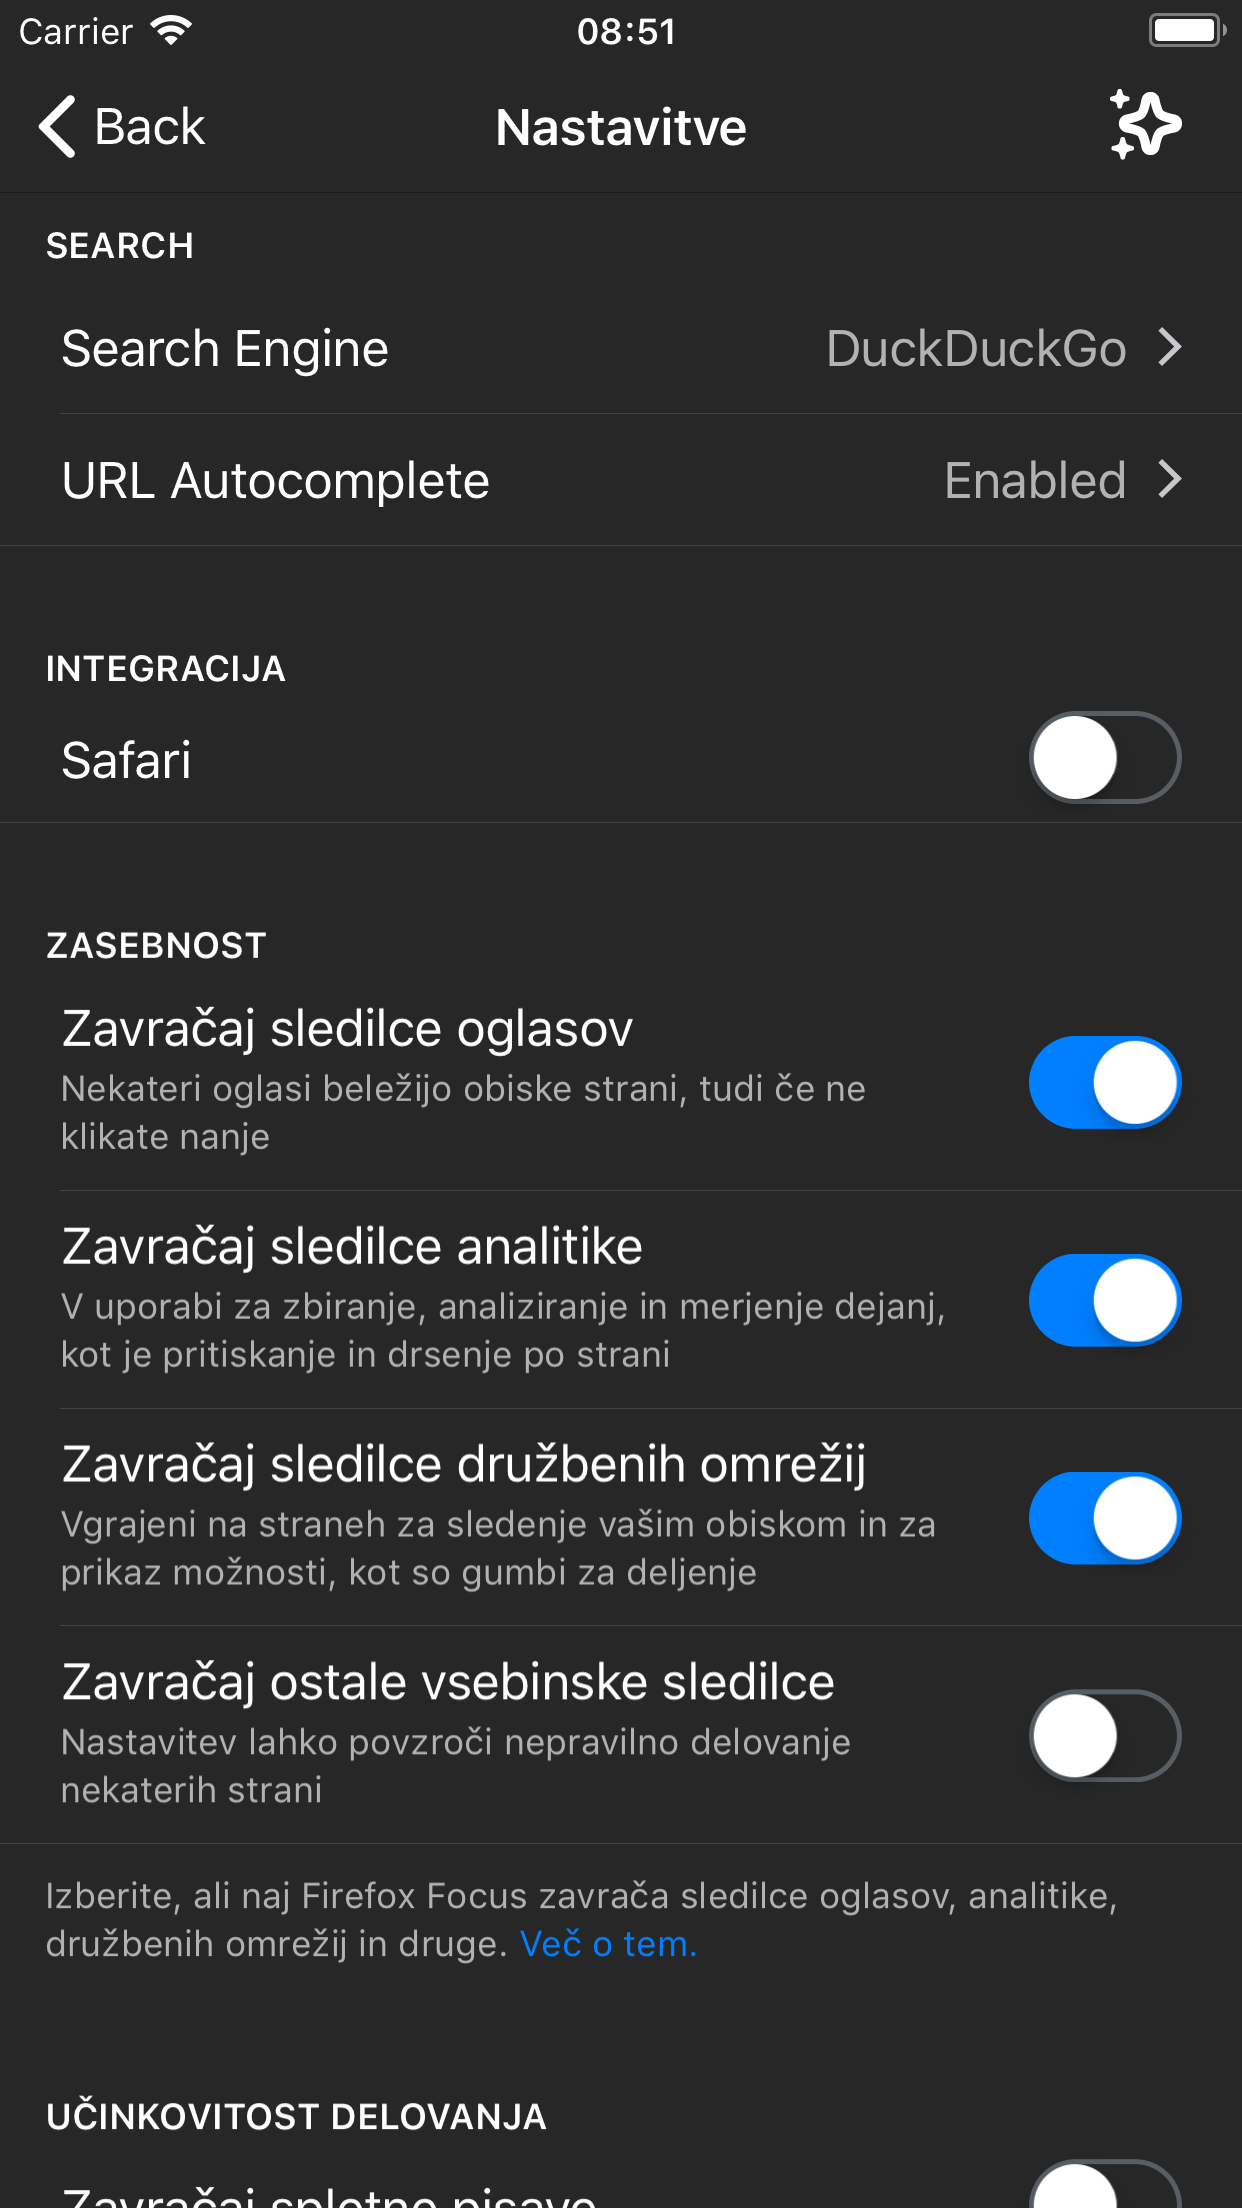 Carrier 08:51
Back Nastavitve
SEARCH
Search Engine DuckDuckGo
URL Autocomplete Enabled
INTEGRACIJA
Safari
ZASEBNOST
Zavračaj sledilce oglasov
Nekateri oglasi beležijo obiske strani, tudi če ne
klikate nanje
Zavračaj sledilce analitike
V uporabi za zbiranje, analiziranje in merjenje dejanj,
kot je pritiskanje in drsenje po strani
Zavračaj sledilce družbenih omrežij
Vgrajeni na straneh za sledenje vašim obiskom in za
prikaz možnosti, kot so gumbi za deljenje
Zavračaj ostale vsebinske sledilce
Nastavitev lahko povzroči nepravilno delovanje
nekaterih strani
Izberite, ali naj Firefox Focus zavrača sledilce oglasov, analitike,
družbenih omrežij in druge. Več o tem.
UČINKOVITOST DELOVANJA
Zavračaj spletne pisave